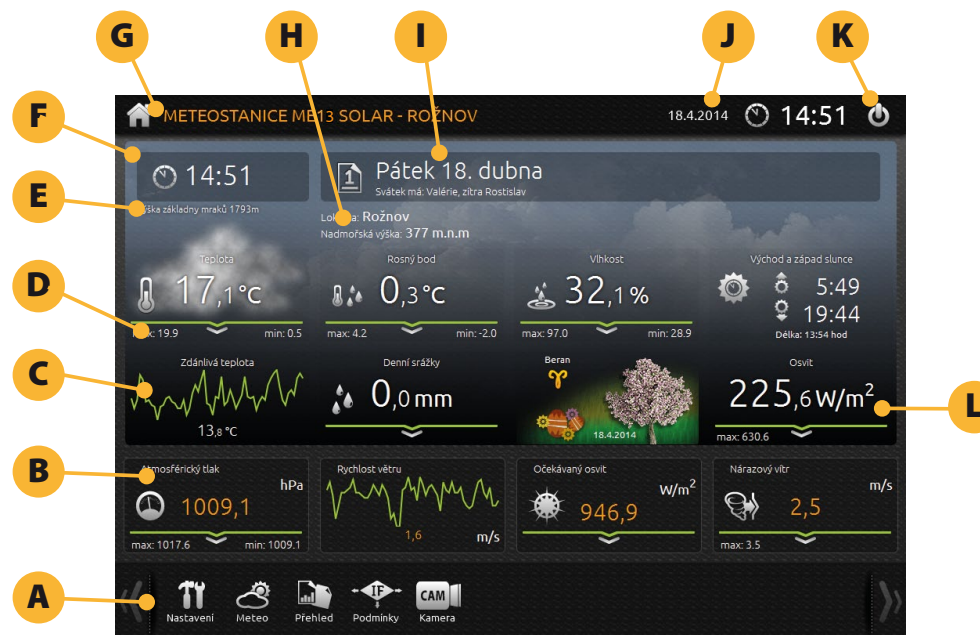 G
H
I
J
K
METEOSTANICE ME13 SOLAR - ROŽNOV
18.4.2014
14:51
F
14:51
1
Pátek 18. dubna
Svátek má: Valérie, zítra Rostislav
E
základny mraků 1793m
Rožnov
Nadmořská výška: 377 m.n.m
D
Teplota
17,1°C
max: 19.9
min: 0.5
Rosný bod
0,3°C
max: 4.2
min: -2.0
Vlhkost
32,1%
max: 97.0
min: 28.9
Východ a západ slunce
5:49
19:44
Délka: 13:54 hod
C
Zdánlivá teplota
13,8 °C
Denní srážky
0,0 mm
Beran
18.4.2014
Osvit
225,6 W/m²
max: 630.6
L
B
Atmosférický tlak
hPa
1009,1
max: 1017.6
min: 1009.1
Rychlost větru
1,6
m/s
Očekávaný osvit
W/m²
946,9
Nárazový vítr
m/s
2,5
max: 3.5
A
Nastavení
Meteo
Přehled
IF
Podmínky
CAM
Kamera